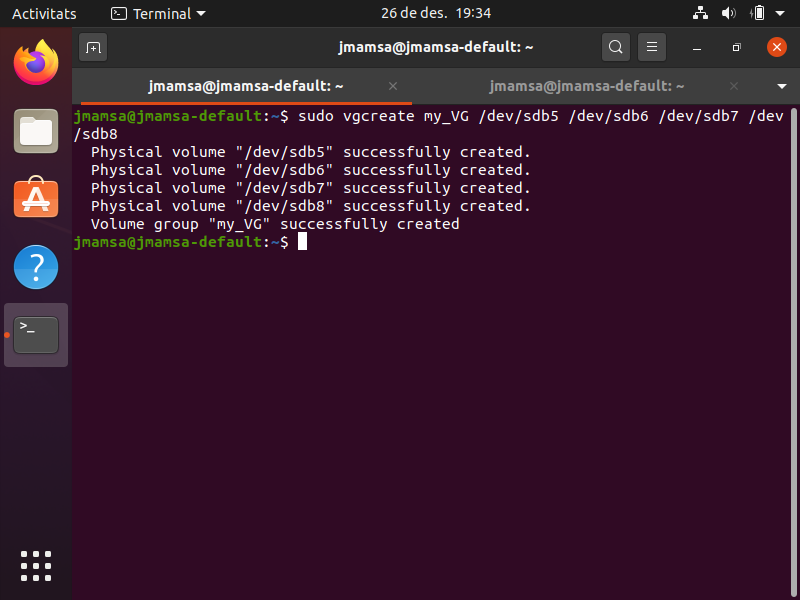 Activitats Terminal 26 de des. 19:34
jmamsa@jmamsa-default: ~
jmamsa@jmamsa-default: ~ jmamsa@jmamsa-default: ~
jmamsa@jmamsa-default:~$ sudo vgcreate my_VG /dev/sdb5 /dev/sdb6 /dev/sdb7 /dev
/sdb8
  Physical volume "/dev/sdb5" successfully created.
  Physical volume "/dev/sdb6" successfully created.
  Physical volume "/dev/sdb7" successfully created.
  Physical volume "/dev/sdb8" successfully created.
  Volume group "my_VG" successfully created
jmamsa@jmamsa-default:~$